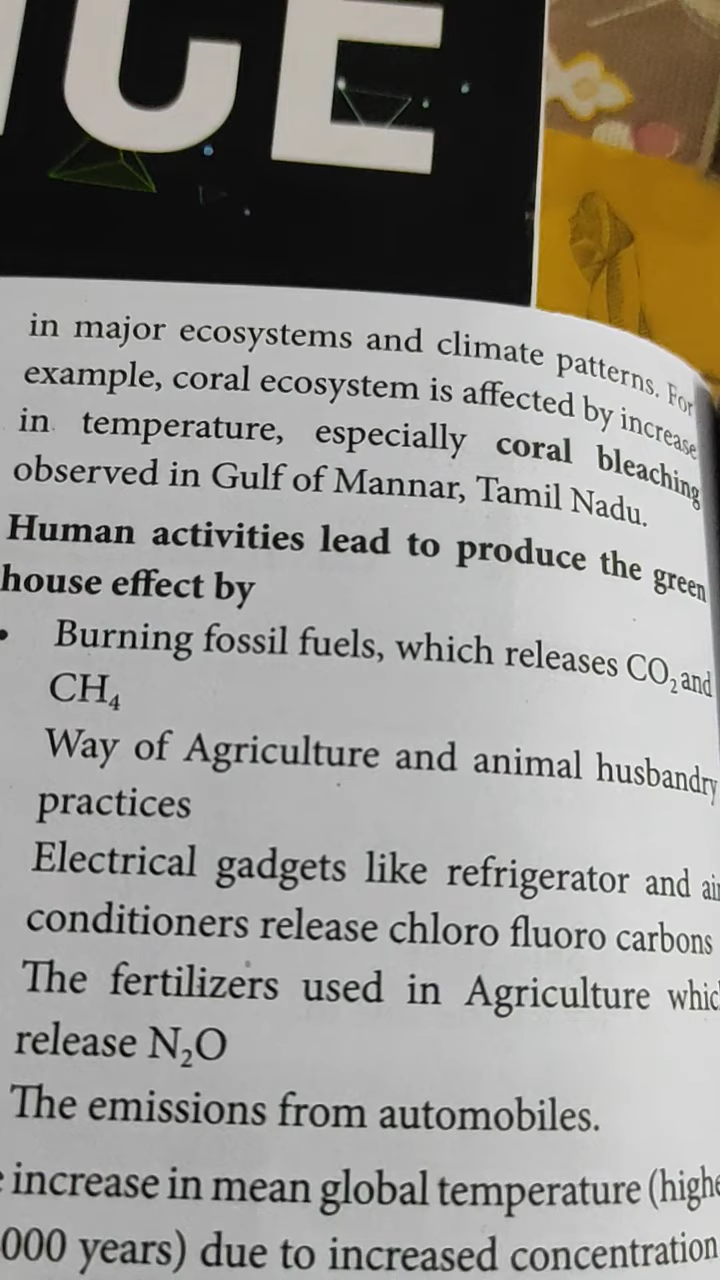 CE
in major ecosystems and climate patterns. For
example, coral ecosystem is affected by increase
in temperature, especially coral bleaching
observed in Gulf of Mannar, Tamil Nadu.
Human activities lead to produce the green
house effect by
• Burning fossil fuels, which releases CO₂ and
CH₄
Way of Agriculture and animal husbandry
practices
Electrical gadgets like refrigerator and air
conditioners release chloro fluoro carbons
The fertilizers used in Agriculture
release N₂O
The emissions from automobiles.
increase in mean global temperature
000 years) due to increased concentration